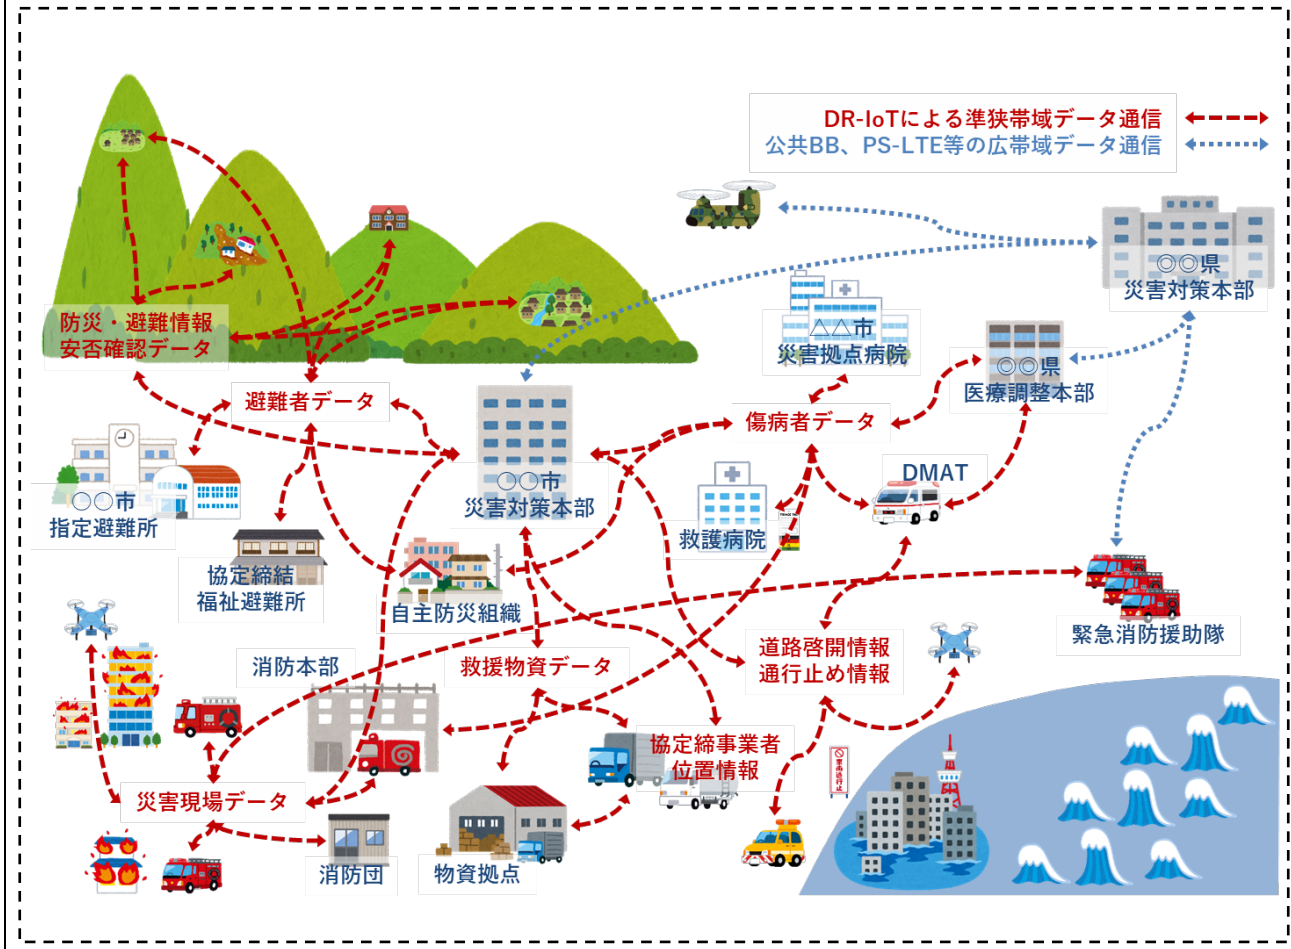 DR-IoTによる準狭帯域データ通信
公共BB、PS-LTE等の広帯域データ通信
◎◎県
災害対策本部
防災・避難情報
安否確認データ
△△市
災害拠点病院
◎◎県
医療調整本部
避難者データ
傷病者データ
〇〇市
指定避難所
〇〇市
災害対策本部
DMAT
救護病院
協定締結
福祉避難所
自主防災組織
緊急消防援助隊
消防本部
救援物資データ
道路啓開情報
通行止め情報
協定締事業者
位置情報
車両通行止
災害現場データ
消防団
物資拠点